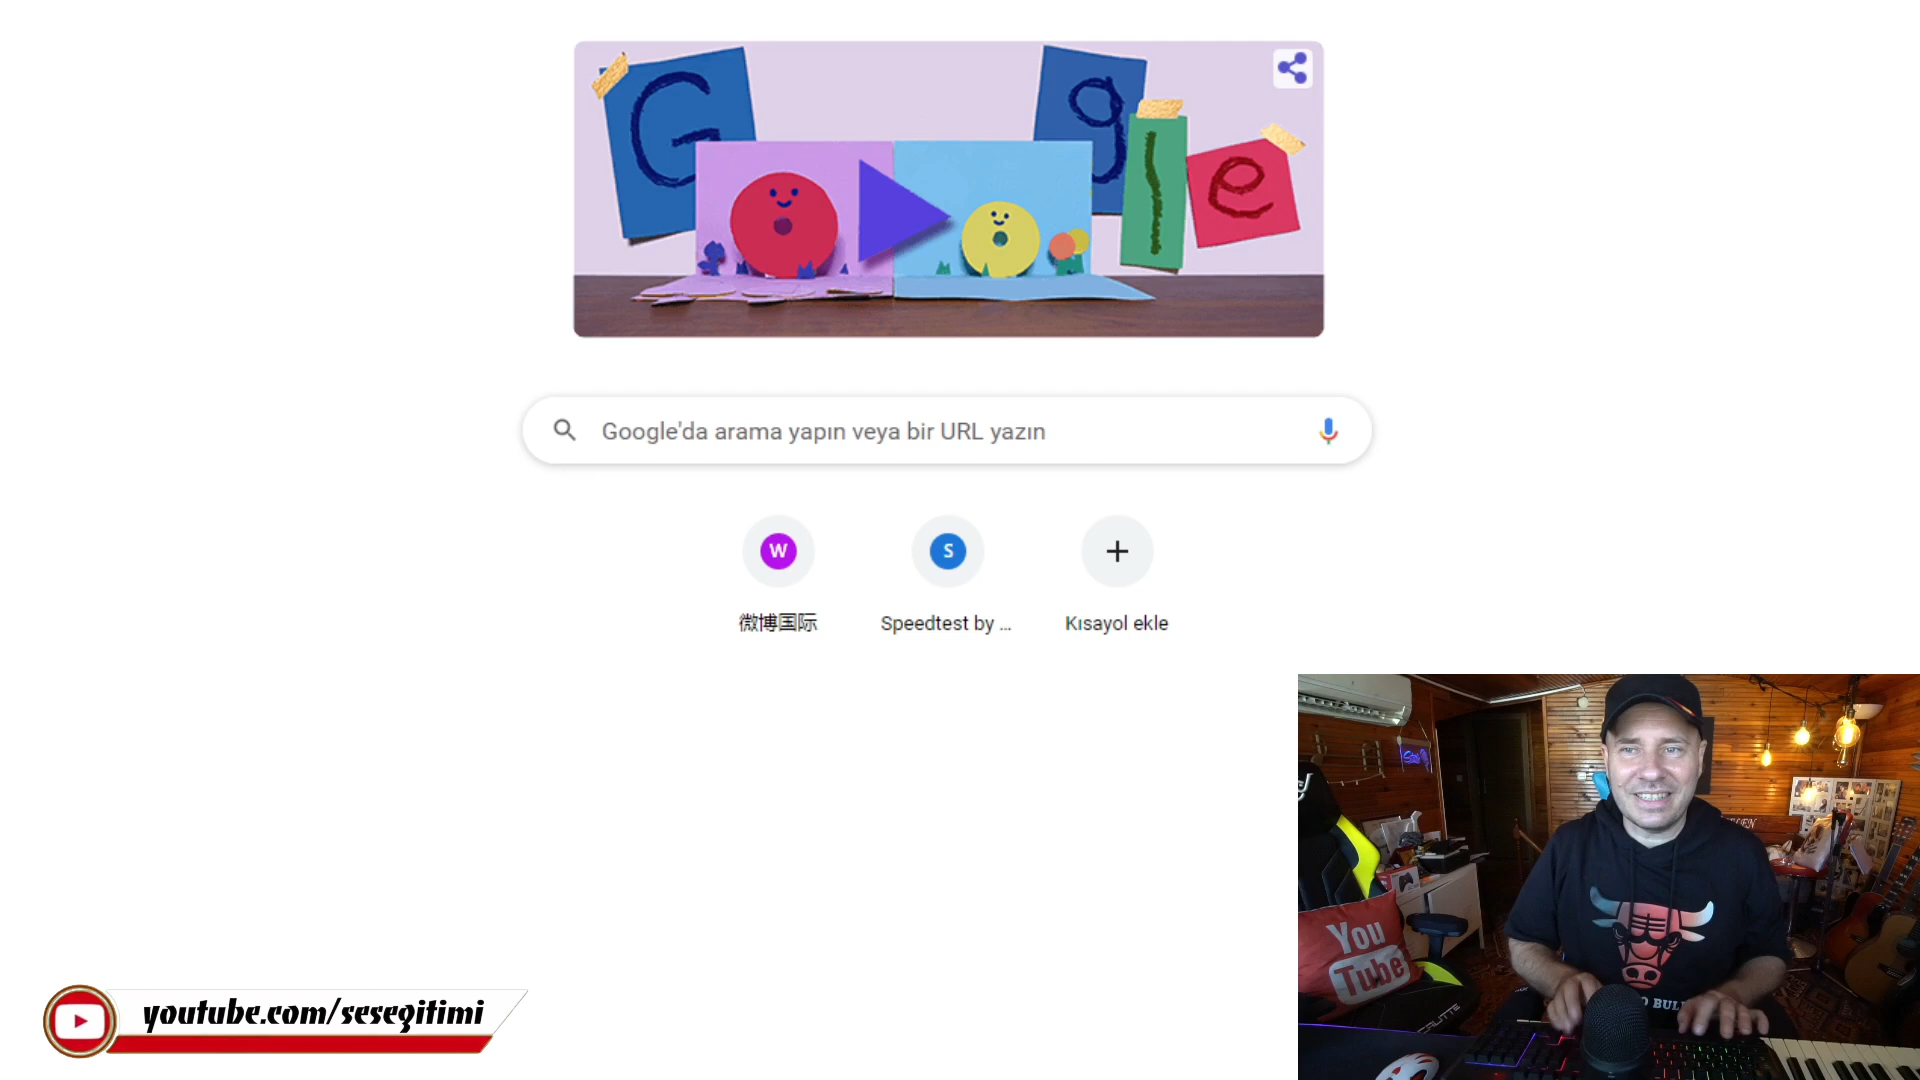 G g l e
Google'da arama yapın veya bir URL yazın
W
S
微博国际
Speedtest by ...
Kısayol ekle
You
Tube
O BUL
youtube.com/sesegitimi